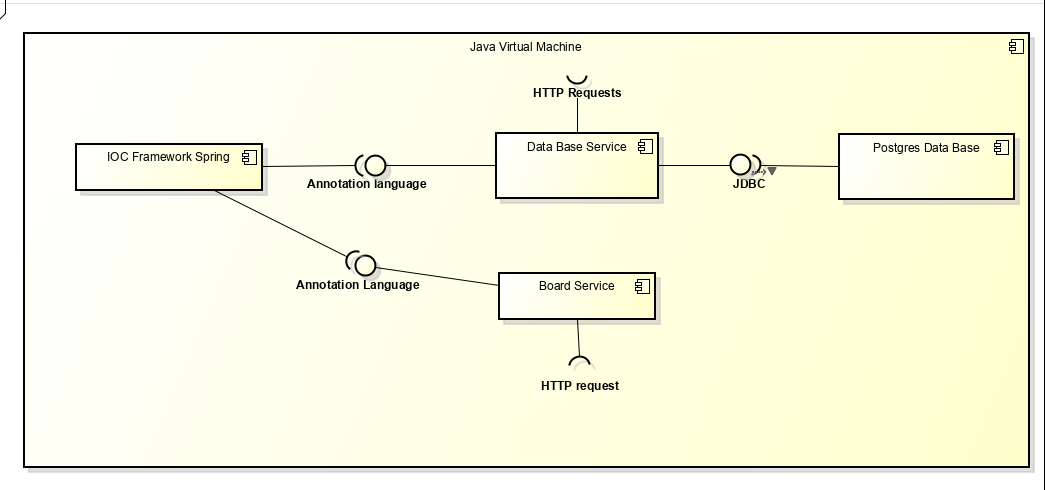 Java Virtual Machine
HTTP Requests
IOC Framework Spring
Data Base Service
Postgres Data Base
Annotation language
JDBC
Annotation Language
Board Service
HTTP request